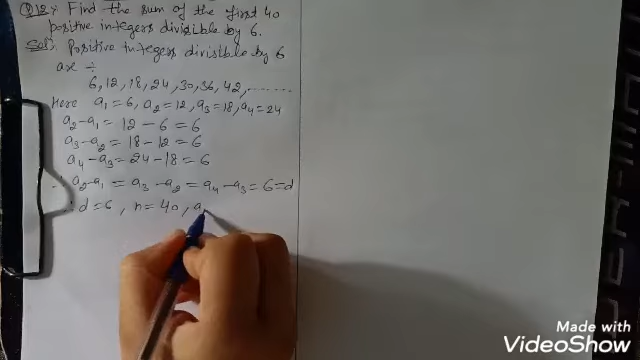 Q12:- Find the sum of the first 40
positive integers divisible by 6.
Sol:- Positive integers divisible by 6
are ÷
6, 12, 18, 24, 30, 36, 42, ........
Here a₁ = 6, a₂ = 12, a₃ = 18, a₄ = 24
a₂ - a₁ = 12 - 6 = 6
a₃ - a₂ = 18 - 12 = 6
a₄ - a₃ = 24 - 18 = 6
∴ a₂ - a₁ = a₃ - a₂ = a₄ - a₃ = 6 = d
∴ d = 6, n = 40, a
Made with
VideoShow